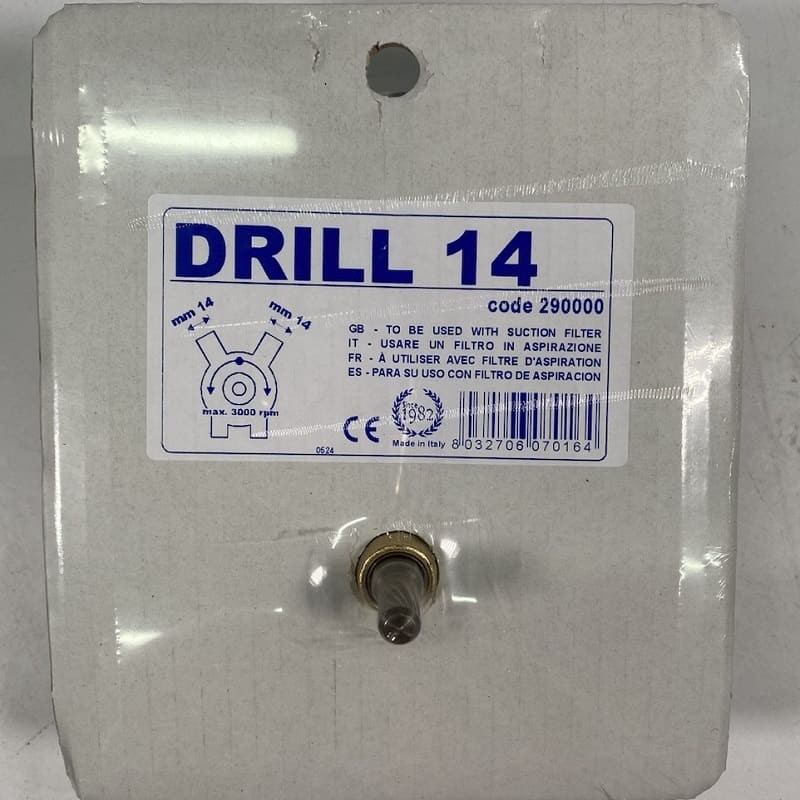 DRILL 14
code 290000
mm 14
mm 14
max. 3000 rpm
GB - TO BE USED WITH SUCTION FILTER
IT - USARE UN FILTRO IN ASPIRAZIONE
FR - À UTILISER AVEC FILTRE D'ASPIRATION
ES - PARA SU USO CON FILTRO DE ASPIRACION
CE
Since
1982
Made in Italy
8 032706 070164
0524